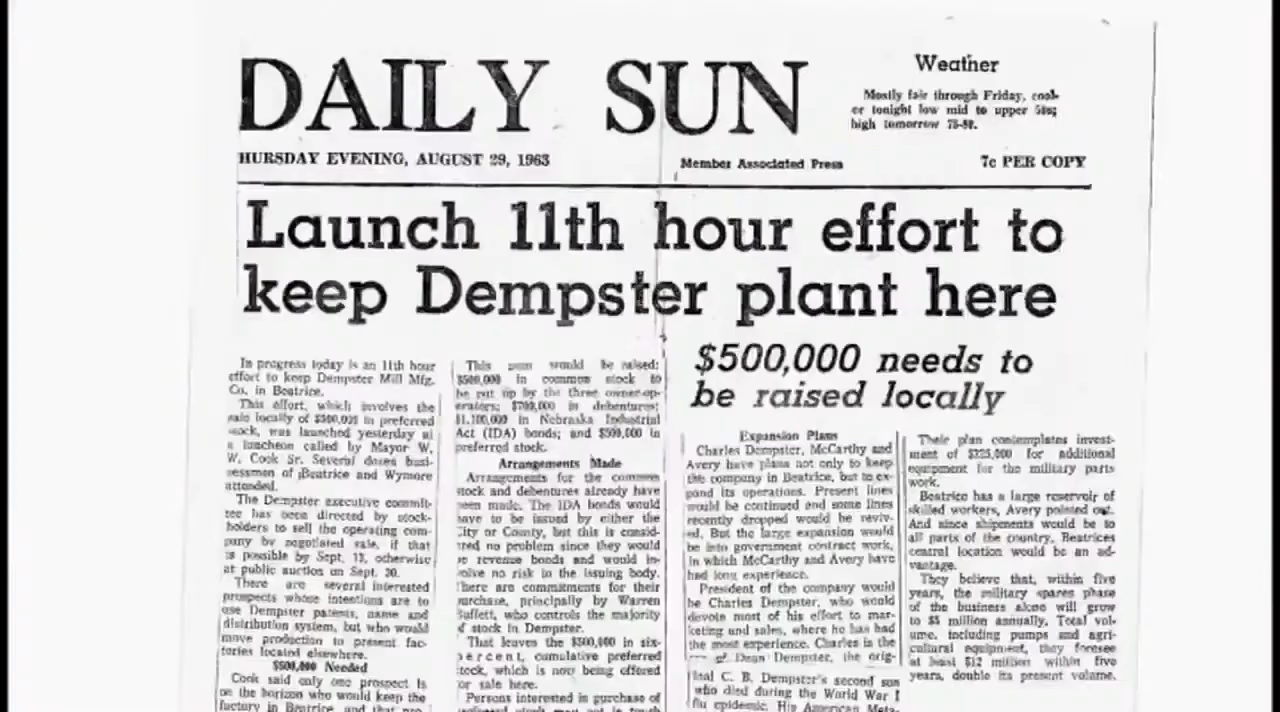 DAILY SUN
Weather
Mostly fair through Friday, cool-
er tonight low mid to upper 50s;
high tomorrow 75-80.
HURSDAY EVENING, AUGUST 29, 1963
Member Associated Press
7c PER COPY
Launch 11th hour effort to
keep Dempster plant here
$500,000 needs to
be raised locally
In progress today is an 11th hour
effort to keep Dempster Mill Mfg.
Co. in Beatrice.
This effort, which involves the
sale locally of $500,000 in preferred
stock, was launched yesterday at
a luncheon called by Mayor W.
W. Cook Sr. Several dozen busi-
nessmen of Beatrice and Wymore
attended.
The Dempster executive commit-
tee has been directed by stock-
holders to sell the operating com-
pany by negotiated sale, if that
is possible by Sept. 13, otherwise
at public auction on Sept. 30.
There are several interested
prospects whose intentions are to
use Dempster patents, name and
distribution system, but who would
move production to present fac-
tories located elsewhere.
$500,000 Needed
Cook said only one prospect is
on the horizon who would keep the
factory in Beatrice, and that
This sum would be raised:
$500,000 in common stock to
be put up by the three owner-op-
erators; $700,000 in debentures;
$1,100,000 in Nebraska Industrial
Act (IDA) bonds; and $500,000 in
preferred stock.
Arrangements Made
Arrangements for the common
stock and debentures already have
been made. The IDA bonds would
have to be issued by either the
City or County, but this is consid-
ered no problem since they would
be revenue bonds and would in-
volve no risk to the issuing body.
There are commitments for their
purchase, principally by Warren
Buffett, who controls the majority
of stock in Dempster.
That leaves the $500,000 in six-
percent, cumulative preferred
stock, which is now being offered
for sale here.
Persons interested in purchase of
Expansion Plans
Charles Dempster, McCarthy and
Avery have plans not only to keep
the company in Beatrice, but to ex-
pand its operations. Present lines
would be continued and some lines
recently dropped would be reviv-
ed. But the large expansion would
be into government contract work,
in which McCarthy and Avery have
had long experience.
President of the company would
be Charles Dempster, who would
devote most of his effort to mar-
keting and sales, where he has had
the most experience. Charles is the
of Dean Dempster, the orig-
inal C. B. Dempster's second son
who died during the World War I
flu epidemic. His American Meta-
Their plan contemplates invest-
ment of $325,000 for additional
equipment for the military parts
work.
Beatrice has a large reservoir of
skilled workers, Avery pointed out.
And since shipments would be to
all parts of the country, Beatrices
central location would be an ad-
vantage.
They believe that, within five
years, the military spares phase
of the business alone will grow
to $5 million annually. Total vol-
ume, including pumps and agri-
cultural equipment, they foresee
at least $12 million within five
years, double its present volume.